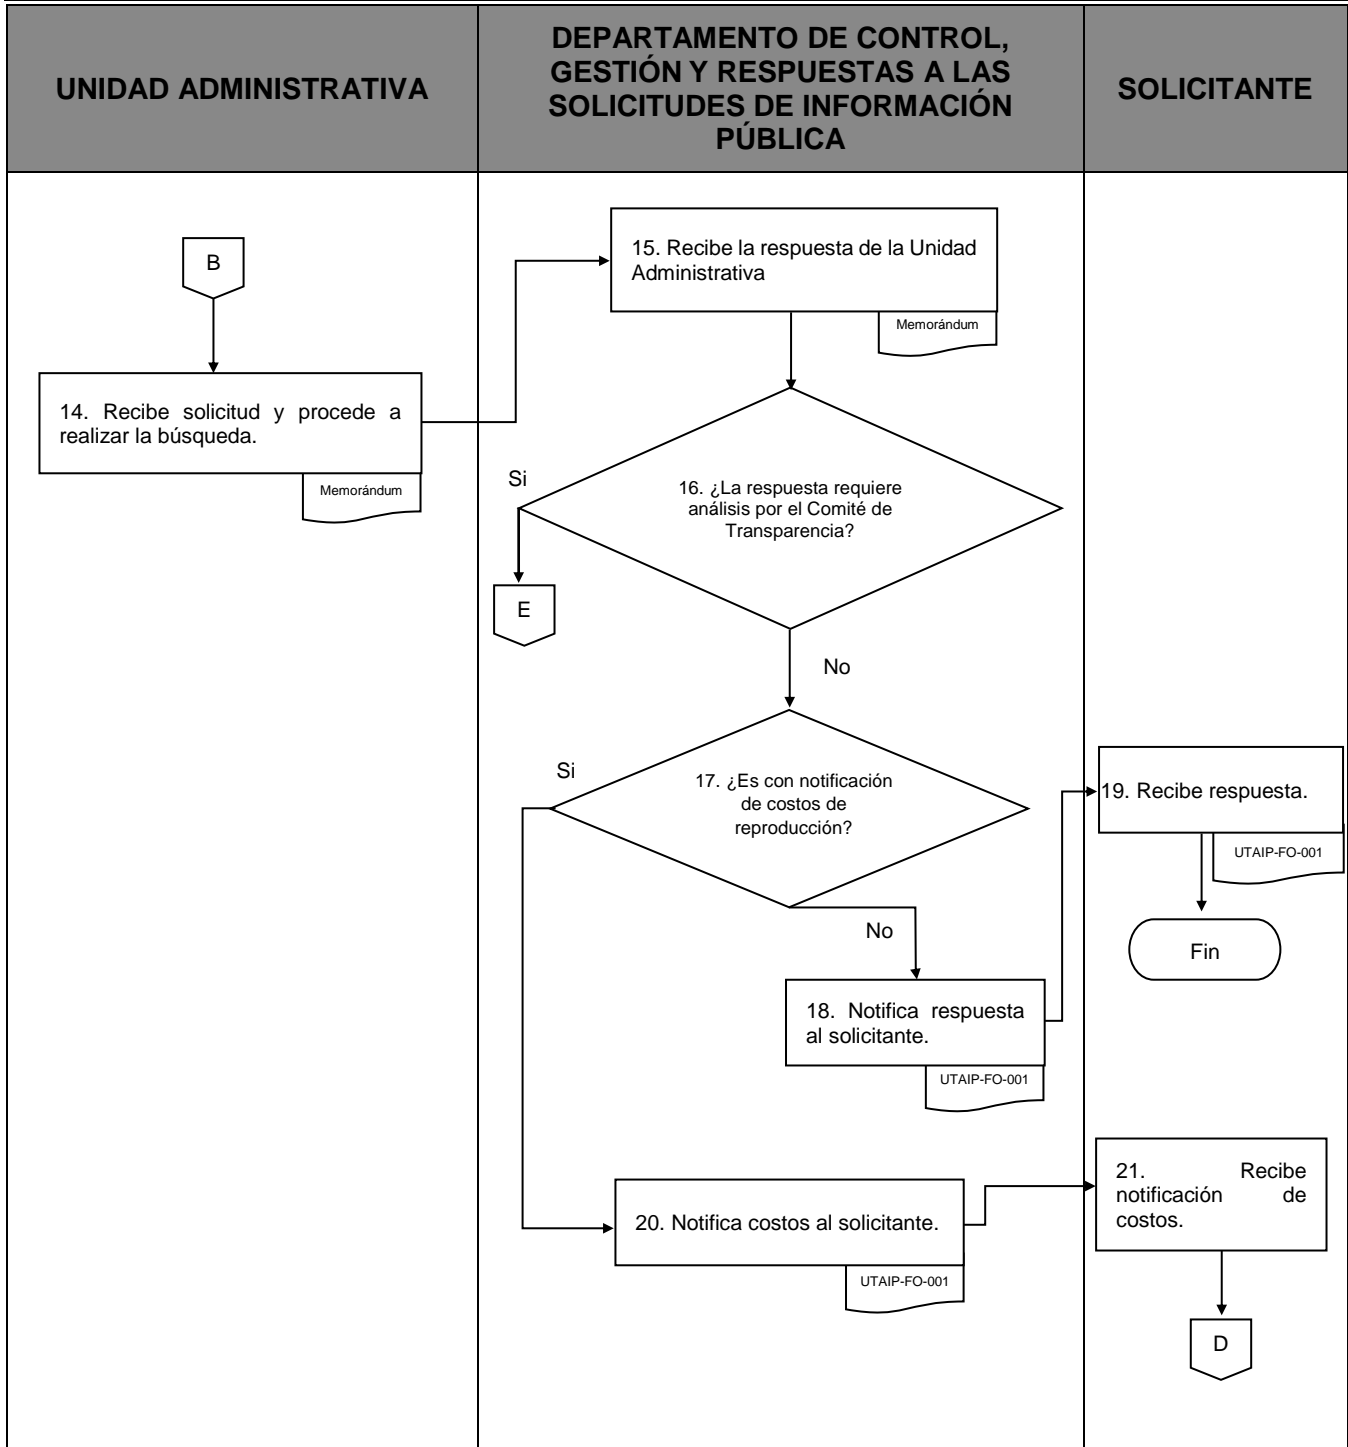 UNIDAD ADMINISTRATIVA
DEPARTAMENTO DE CONTROL,
GESTIÓN Y RESPUESTAS A LAS
SOLICITUDES DE INFORMACIÓN
PÚBLICA
SOLICITANTE
B
14. Recibe solicitud y procede a
realizar la búsqueda.
Memorándum
15. Recibe la respuesta de la Unidad
Administrativa
Memorándum
16. ¿La respuesta requiere
análisis por el Comité de
Transparencia?
Si
E
No
17. ¿Es con notificación
de costos de
reproducción?
Si
No
18. Notifica respuesta
al solicitante.
UTAIP-FO-001
19. Recibe respuesta.
UTAIP-FO-001
Fin
20. Notifica costos al solicitante.
UTAIP-FO-001
21. Recibe
notificación de
costos.
D